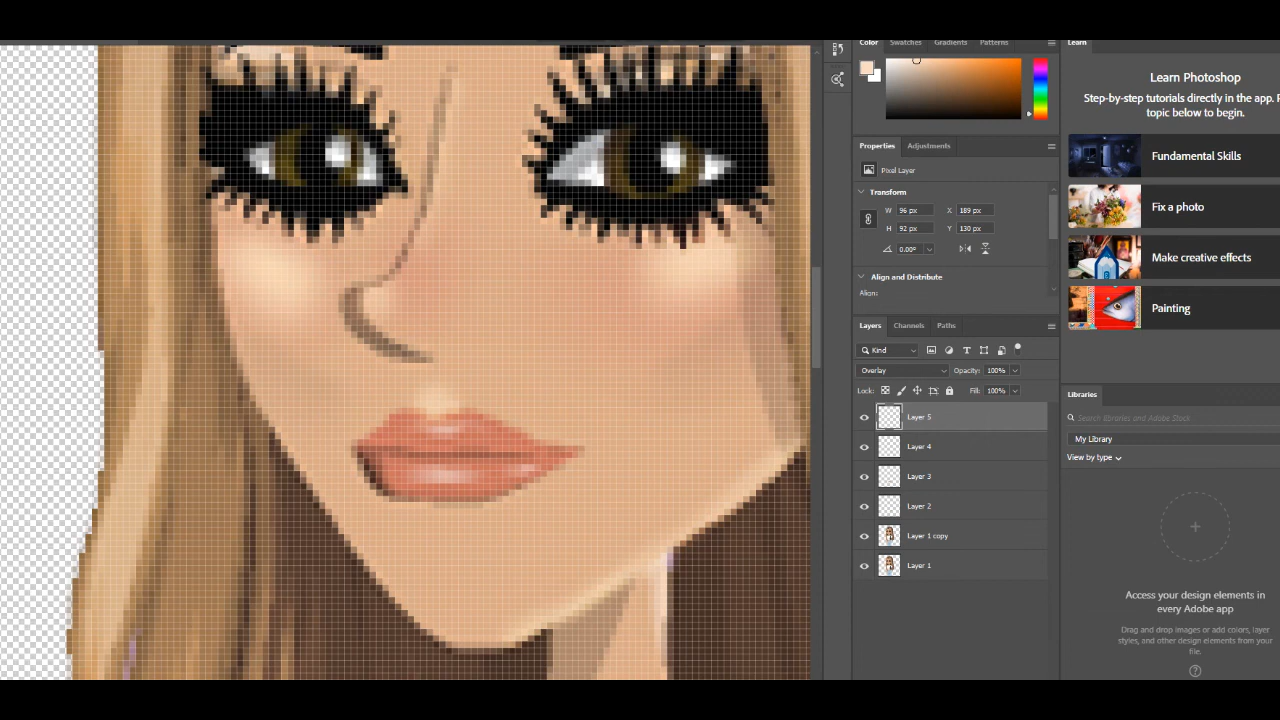 Color Swatches Gradients Patterns
Learn
Learn Photoshop
Step-by-step tutorials directly in the app.
topic below to begin.
Properties Adjustments
Fundamental Skills
Pixel Layer
Transform
W 96 px X 189 px
Fix a photo
H 92 px Y 130 px
0.00°
Make creative effects
Align and Distribute
Align:
Painting
Layers Channels Paths
Kind
Overlay Opacity: 100%
Lock: Fill: 100%
Libraries
Layer 5
Search libraries and Adobe Stock
My Library
Layer 4
View by type
Layer 3
Layer 2
Layer 1 copy
Layer 1
Access your design elements in
every Adobe app
Drag and drop images or add colors, layer
styles, and other elements from your
file.